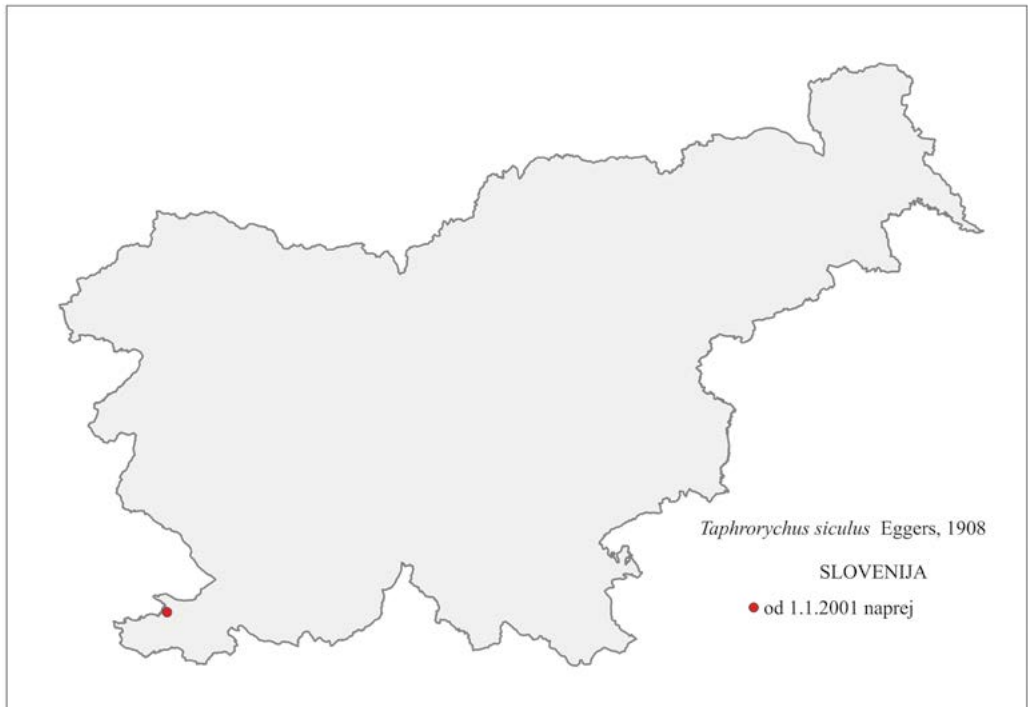 Taphrorychus siculus Eggers, 1908
SLOVENIJA
od 1.1.2001 naprej